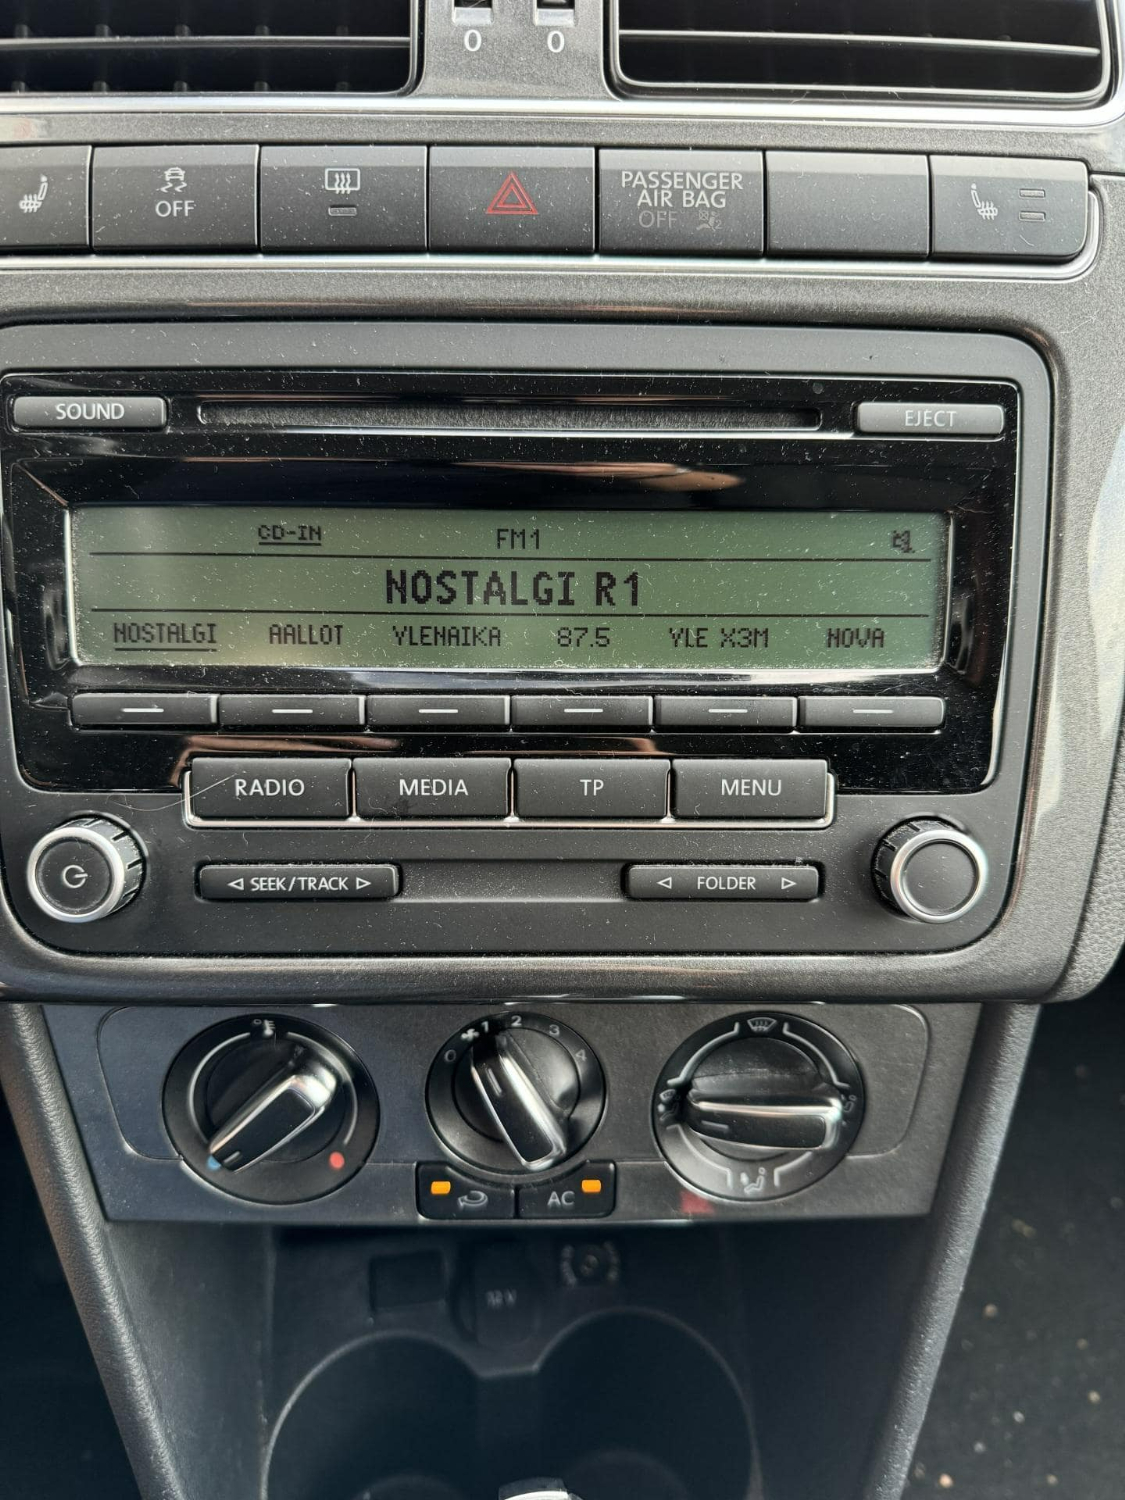 0 0
OFF
PASSENGER
AIR BAG
OFF
SOUND
EJECT
CD-IN FM1
NOSTALGI R1
NOSTALGI AALLOT YLENAIKA 87.5 YLE X3M NOVA
RADIO MEDIA TP MENU
◁ SEEK/TRACK ▷ ◁ FOLDER ▷
0 1 2 3 4
AC